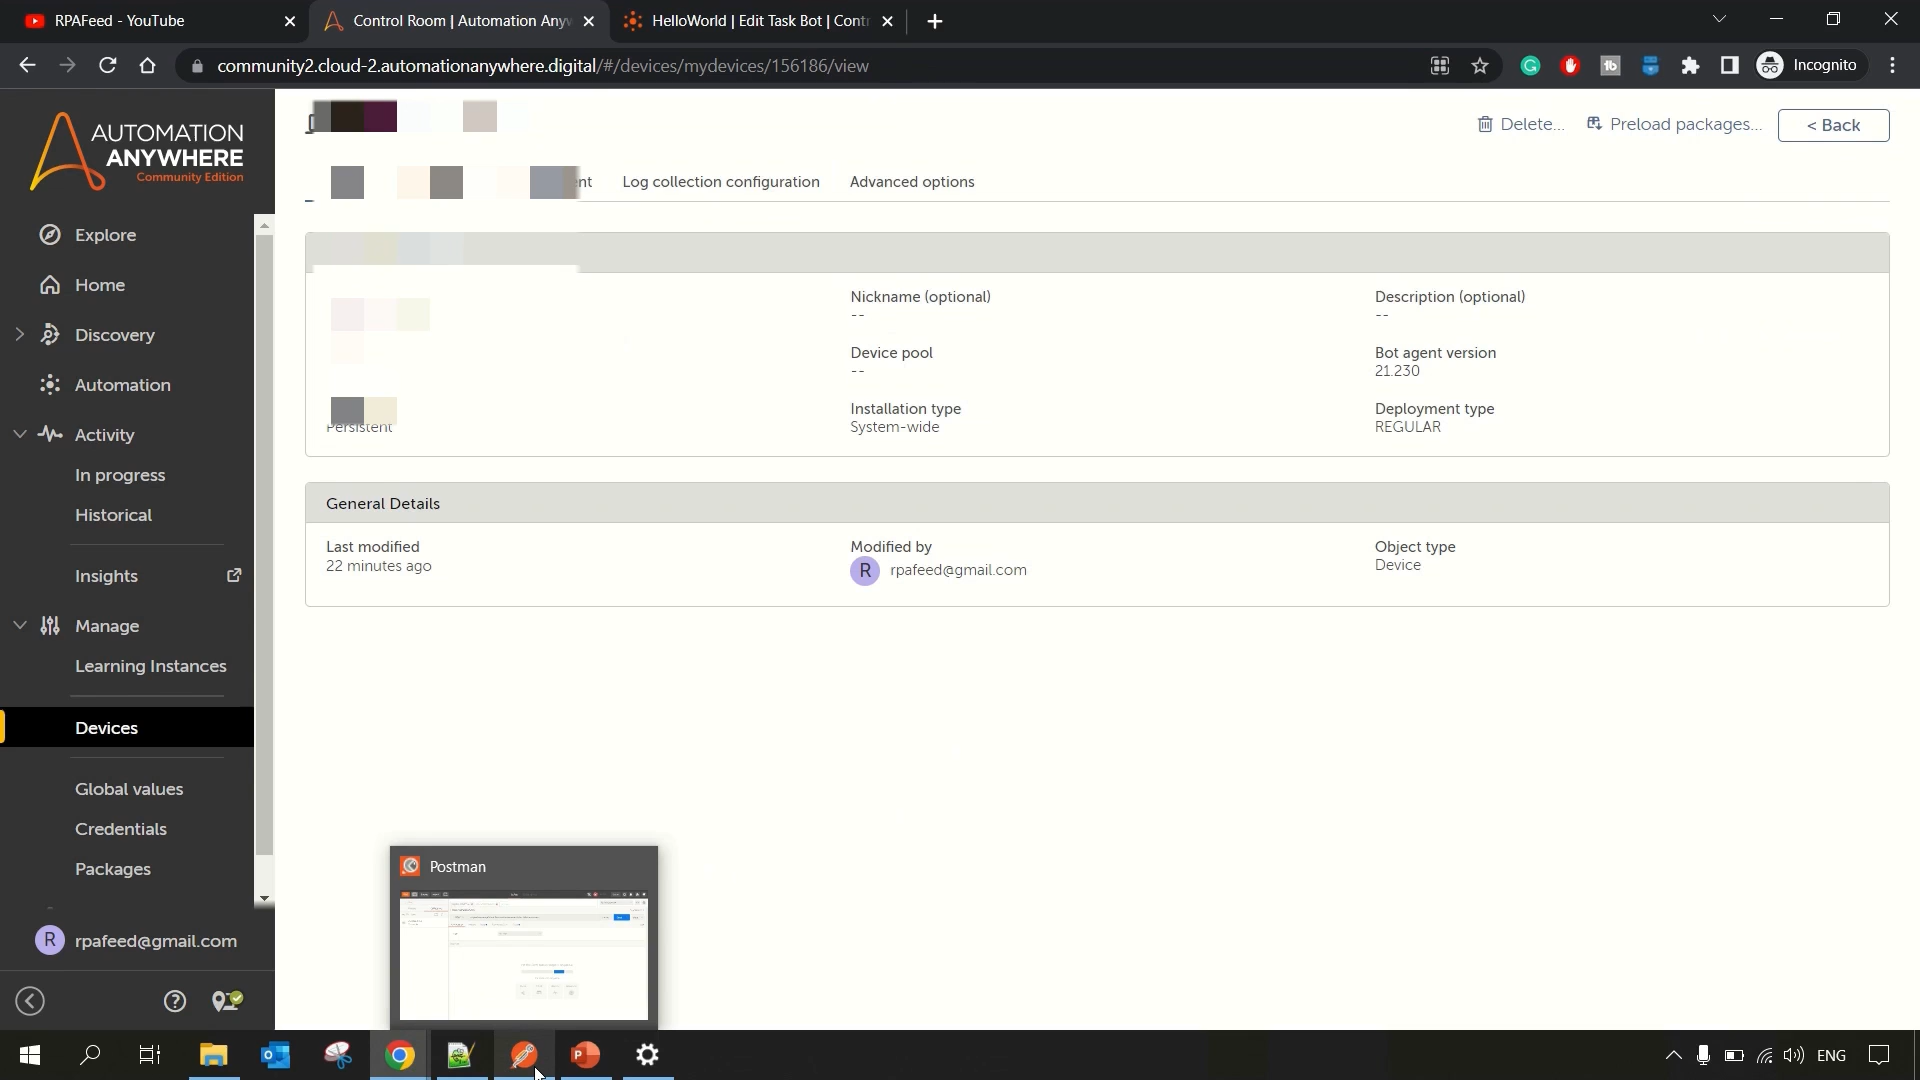 RPAFeed - YouTube
Control Room | Automation Anyw
HelloWorld | Edit Task Bot | Contr
community2.cloud-2.automationanywhere.digital/#/devices/mydevices/156186/view
Incognito
AUTOMATION
ANYWHERE
Community Edition
Delete...
Preload packages...
< Back
Log collection configuration
Advanced options
Explore
Home
Discovery
Automation
Activity
In progress
Historical
Insights
Manage
Learning Instances
Devices
Global values
Credentials
Packages
R
rpafeed@gmail.com
Nickname (optional)
--
Description (optional)
--
Device pool
--
Bot agent version
21.230
Persistent
Installation type
System-wide
Deployment type
REGULAR
General Details
Last modified
22 minutes ago
Modified by
R
rpafeed@gmail.com
Object type
Device
Postman
ENG